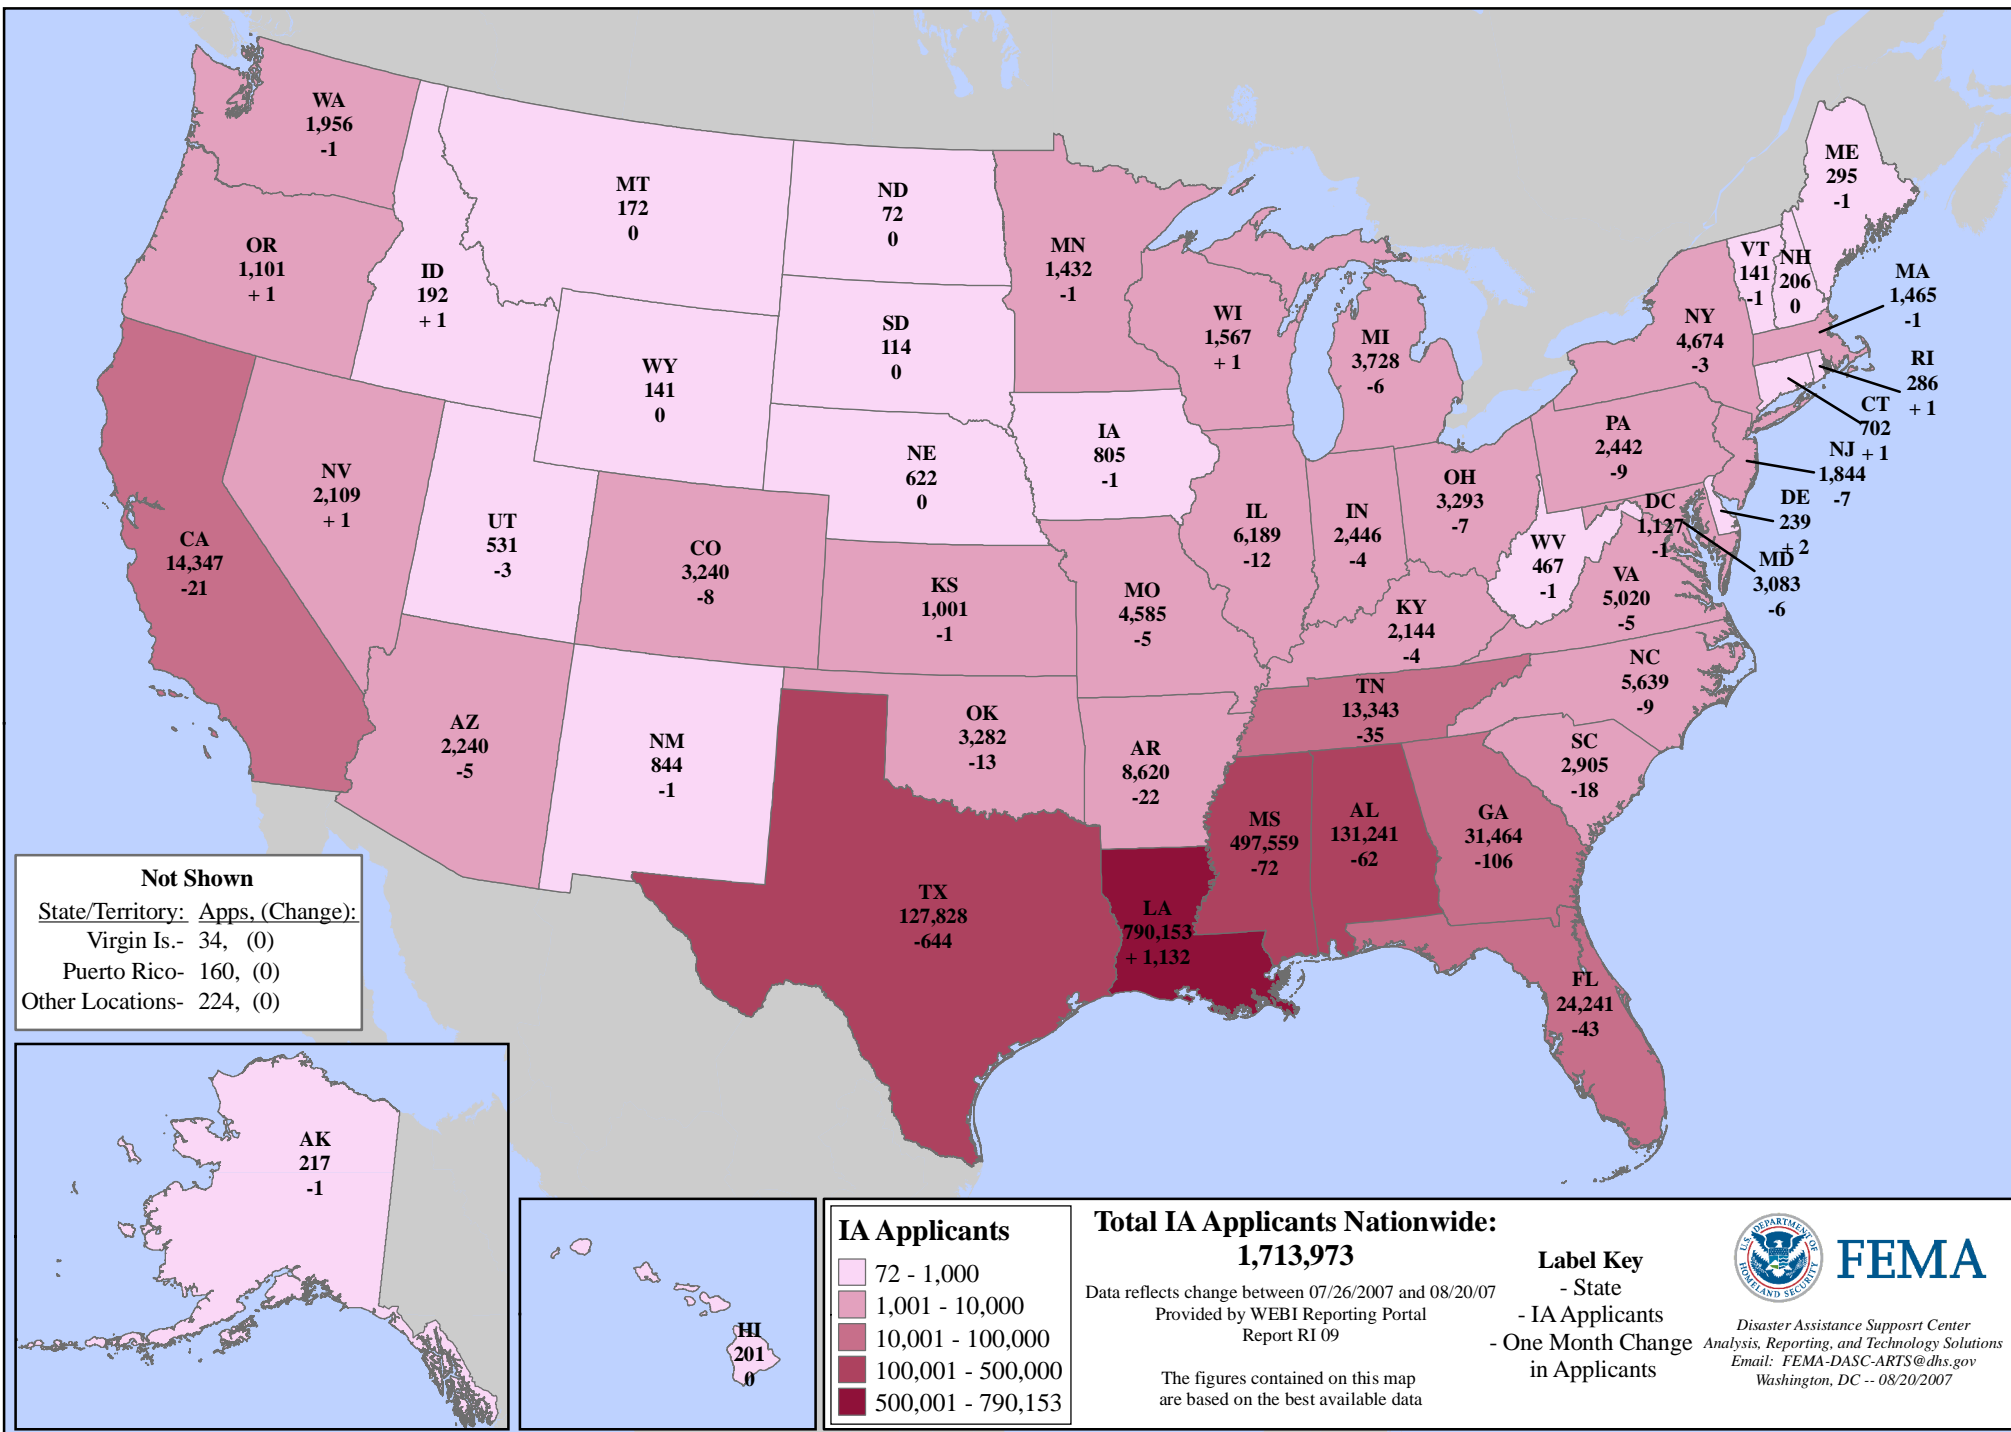 WA
1,956
-1
OR
1,101
+ 1
ID
192
+ 1
MT
172
0
ND
72
0
MN
1,432
-1
WI
1,567
+ 1
MI
3,728
-6
ME
295
-1
VT
141
-1
NH
206
0
MA
1,465
-1
NY
4,674
-3
RI
286
+ 1
CT
702
+ 1
NJ
1,844
-7
PA
2,442
-9
DE
239
+ 2
DC
1,127
-1
MD
3,083
-6
SD
114
0
WY
141
0
NE
622
0
IA
805
-1
IL
6,189
-12
IN
2,446
-4
OH
3,293
-7
WV
467
-1
VA
5,020
-5
NV
2,109
+ 1
UT
531
-3
CA
14,347
-21
CO
3,240
-8
KS
1,001
-1
MO
4,585
-5
KY
2,144
-4
NC
5,639
-9
TN
13,343
-35
SC
2,905
-18
AZ
2,240
-5
NM
844
-1
OK
3,282
-13
AR
8,620
-22
MS
497,559
-72
AL
131,241
-62
GA
31,464
-106
TX
127,828
-644
LA
790,153
+ 1,132
FL
24,241
-43
Not Shown
State/Territory: Apps, (Change):
Virgin Is.- 34, (0)
Puerto Rico- 160, (0)
Other Locations- 224, (0)
AK
217
-1
HI
201
0
IA Applicants
72 - 1,000
1,001 - 10,000
10,001 - 100,000
100,001 - 500,000
500,001 - 790,153
Total IA Applicants Nationwide:
1,713,973
Data reflects change between 07/26/2007 and 08/20/07
Provided by WEBI Reporting Portal
Report RI 09
The figures contained on this map
are based on the best available data
Label Key
- State
- IA Applicants
- One Month Change
in Applicants
U.S. DEPARTMENT OF
HOMELAND SECURITY
FEMA
Disaster Assistance Supposrt Center
Analysis, Reporting, and Technology Solutions
Email: FEMA-DASC-ARTS@dhs.gov
Washington, DC -- 08/20/2007